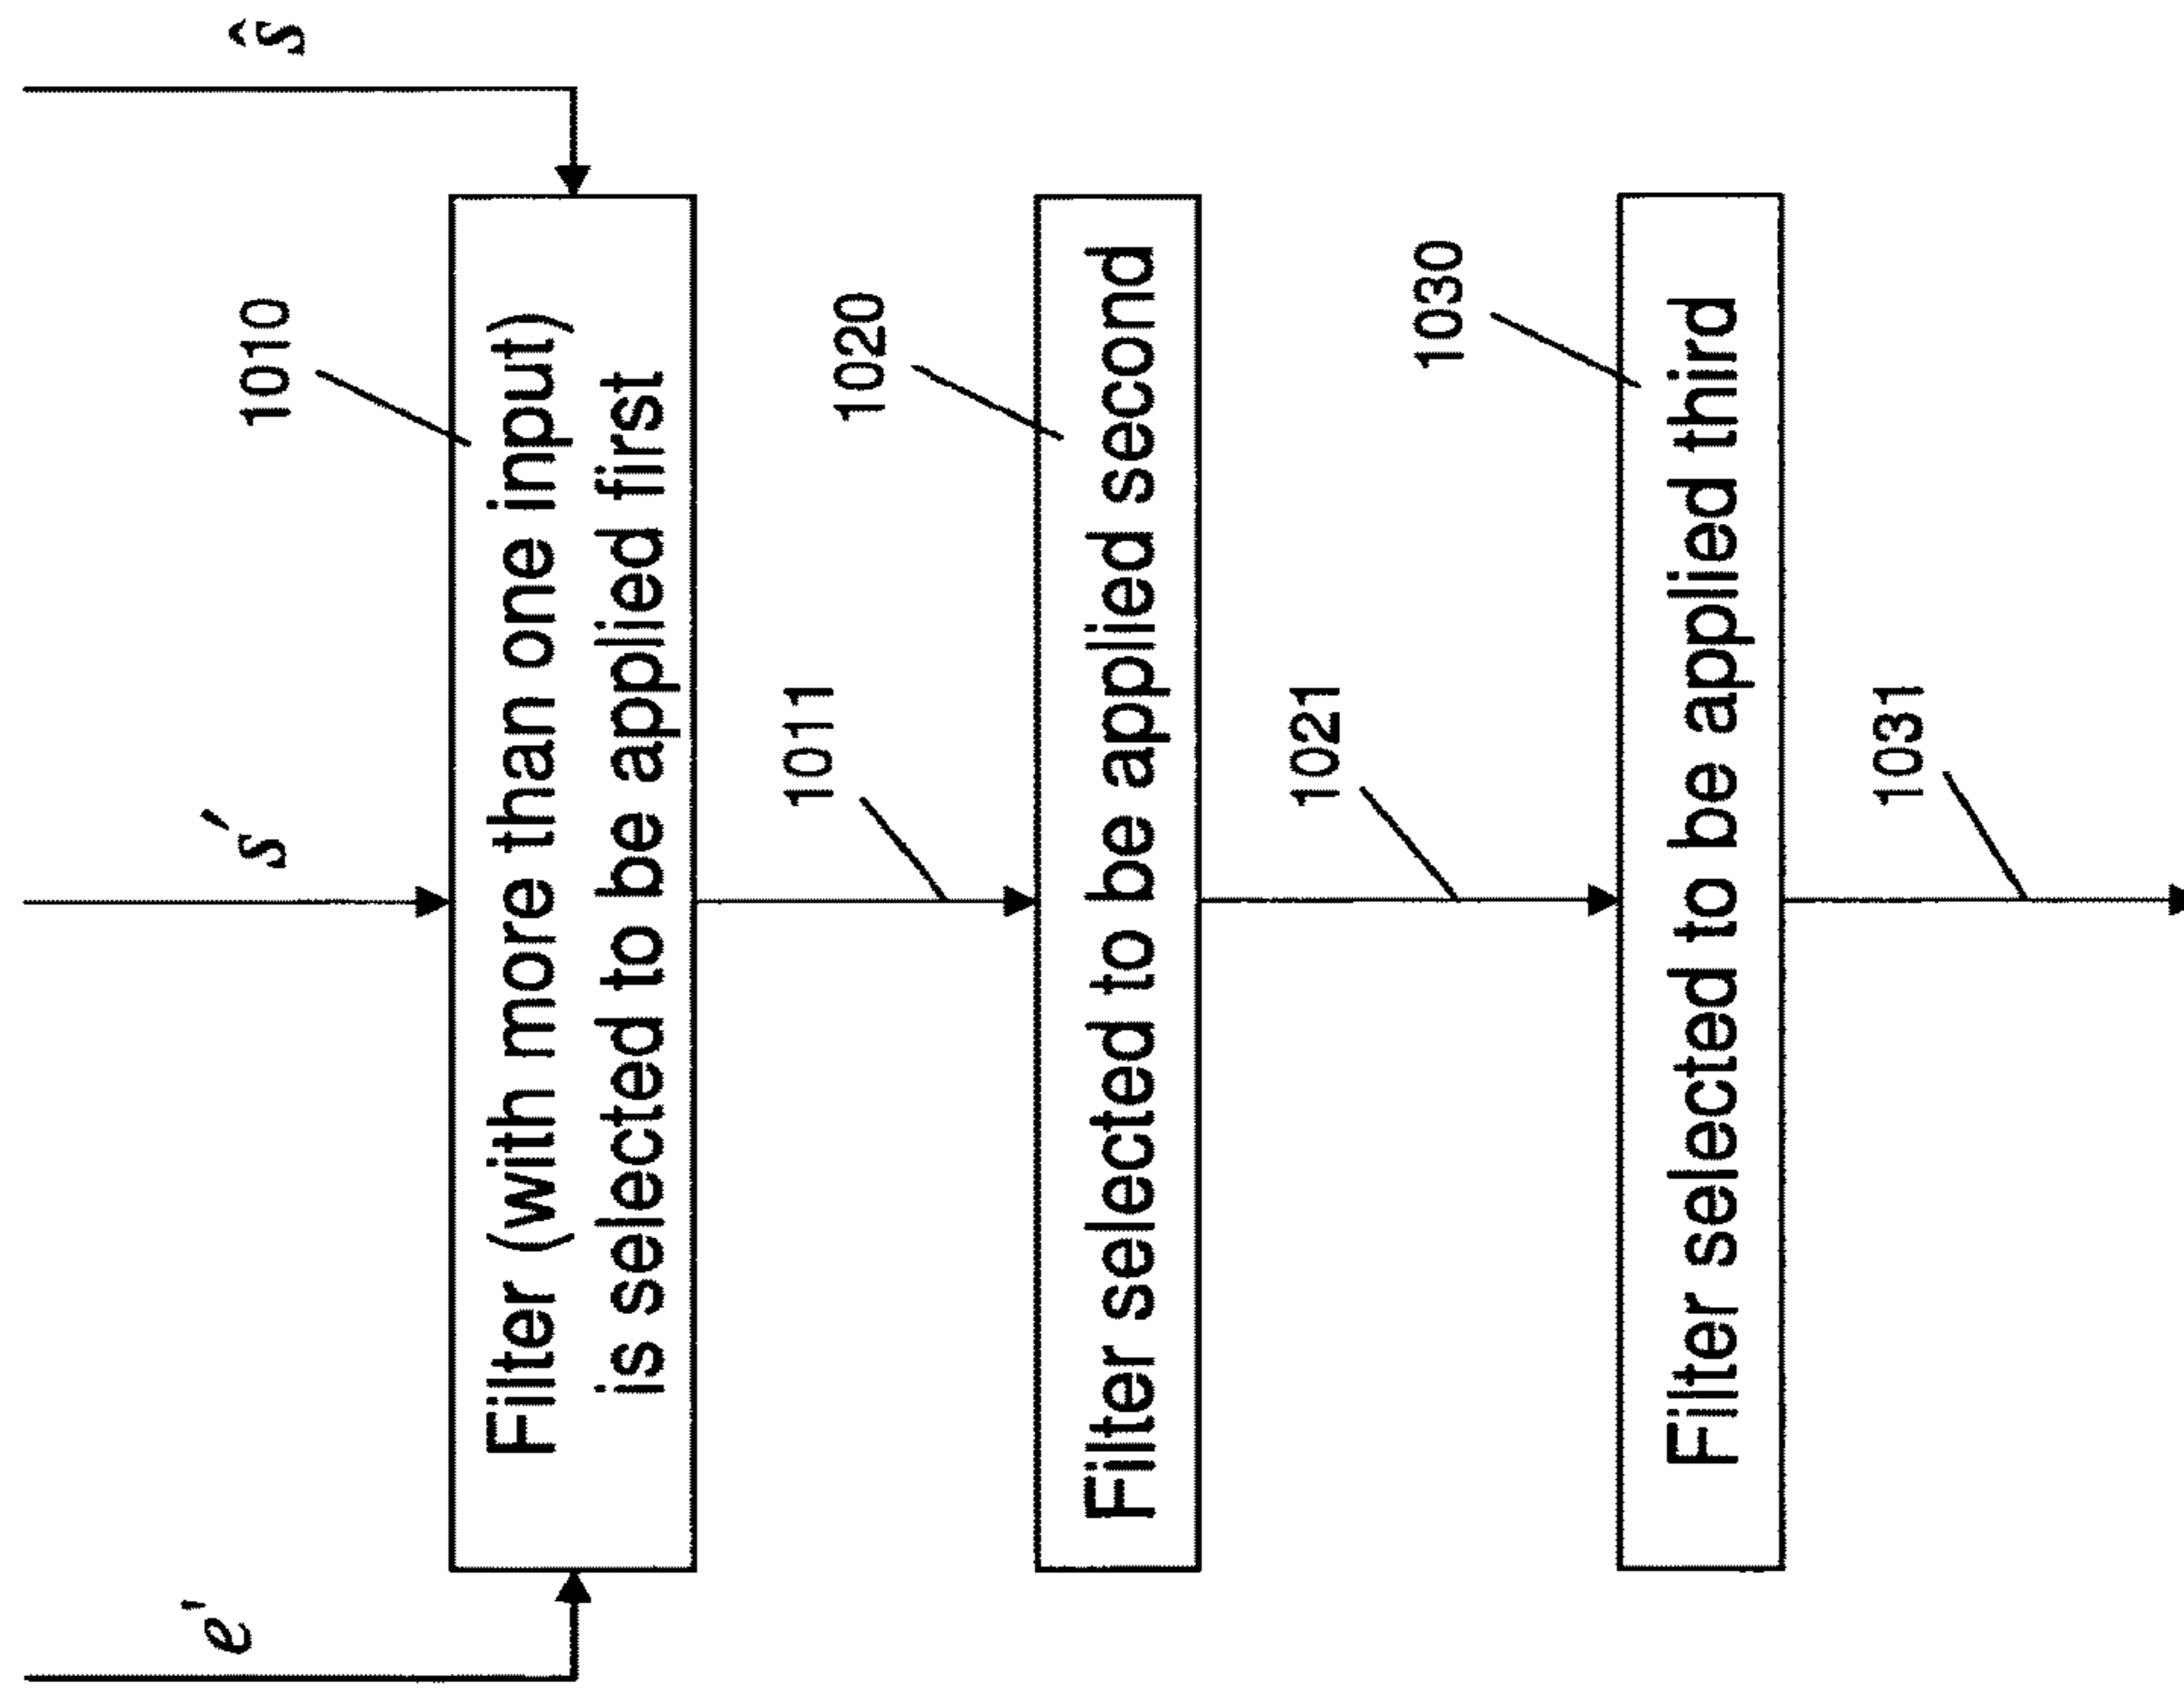 e'
s'
ŝ
1010
Filter (with more than one input)
is selected to be applied first
1011
1020
Filter selected to be applied second
1021
1030
Filter selected to be applied third
1031